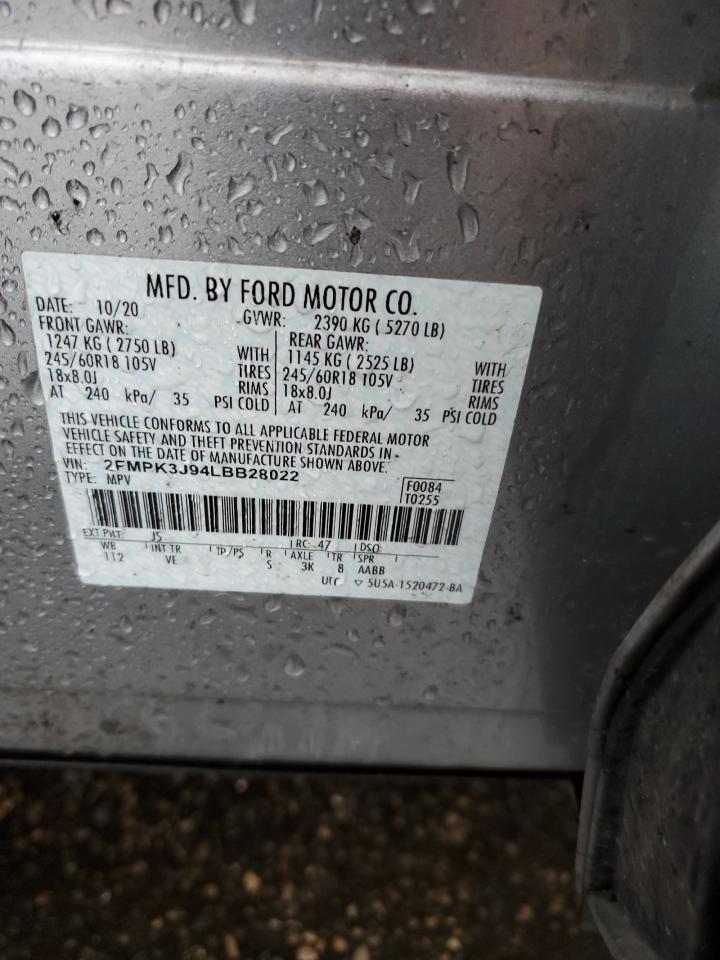 MFD. BY FORD MOTOR CO.
DATE: 10/20 GVWR: 2390 KG ( 5270 LB)
FRONT GAWR: REAR GAWR:
1247 KG ( 2750 LB) WITH 1145 KG ( 2525 LB) WITH
245/60R18 105V TIRES 245/60R18 105V TIRES
18x8.0J RIMS 18x8.0J RIMS
AT 240 kPa/ 35 PSI COLD AT 240 kPa/ 35 PSI COLD
THIS VEHICLE CONFORMS TO ALL APPLICABLE FEDERAL MOTOR
VEHICLE SAFETY AND THEFT PREVENTION STANDARDS IN
EFFECT ON THE DATE OF MANUFACTURE SHOWN ABOVE.
VIN: 2FMPK3J94LBB28022
TYPE: MPV
F0084
T0255
EXT PNT: JS RC: 47 DSO:
WB INT TR TP/PS R AXLE TR SPR
112 VE S 3K 8 AABB
UTC ▽ 5U5A-1520472-BA